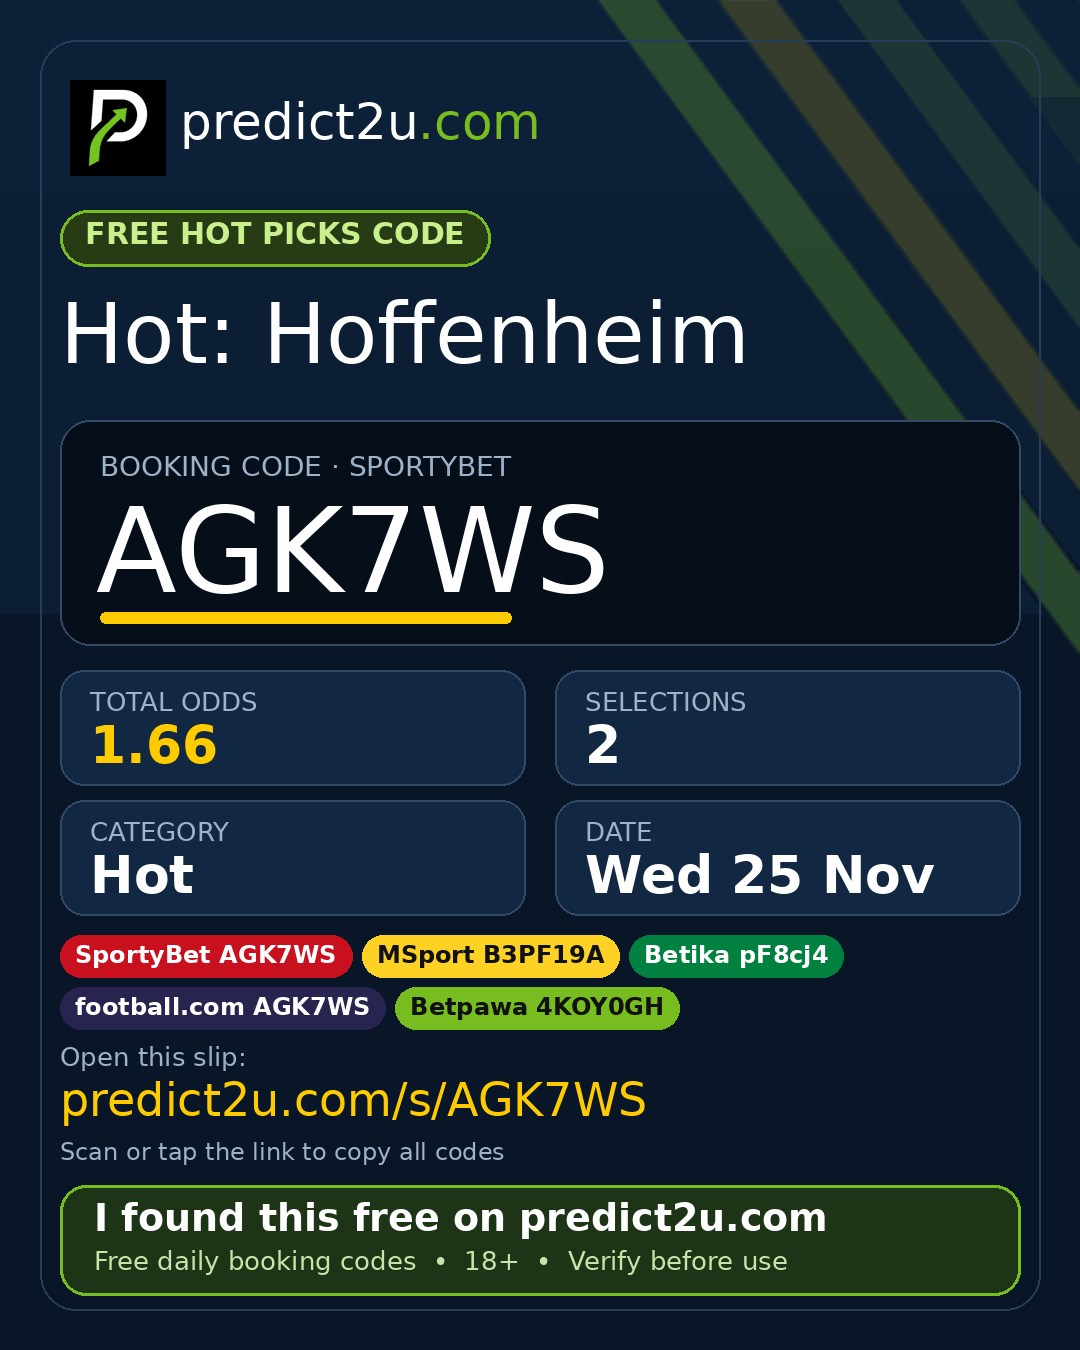 predict2u.com
FREE HOT PICKS CODE
Hot: Hoffenheim
BOOKING CODE · SPORTYBET
AGK7WS
TOTAL ODDS
1.66
SELECTIONS
2
CATEGORY
Hot
DATE
Wed 25 Nov
SportyBet AGK7WS
MSport B3PF19A
Betika pF8cj4
football.com AGK7WS
Betpawa 4KOY0GH
Open this slip:
predict2u.com/s/AGK7WS
Scan or tap the link to copy all codes
I found this free on predict2u.com
Free daily booking codes • 18+ • Verify before use